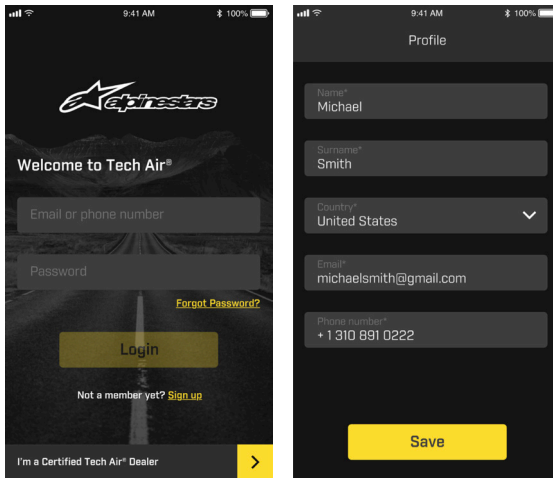 9:41 AM
100%
alpinestars
Welcome to Tech Air®
Email or phone number
Password
Forgot Password?
Login
Not a member yet? Sign up
I'm a Certified Tech Air® Dealer
9:41 AM
100%
Profile
Name*
Michael
Surname*
Smith
Country*
United States
Email*
michaelsmith@gmail.com
Phone number*
+ 1 310 891 0222
Save